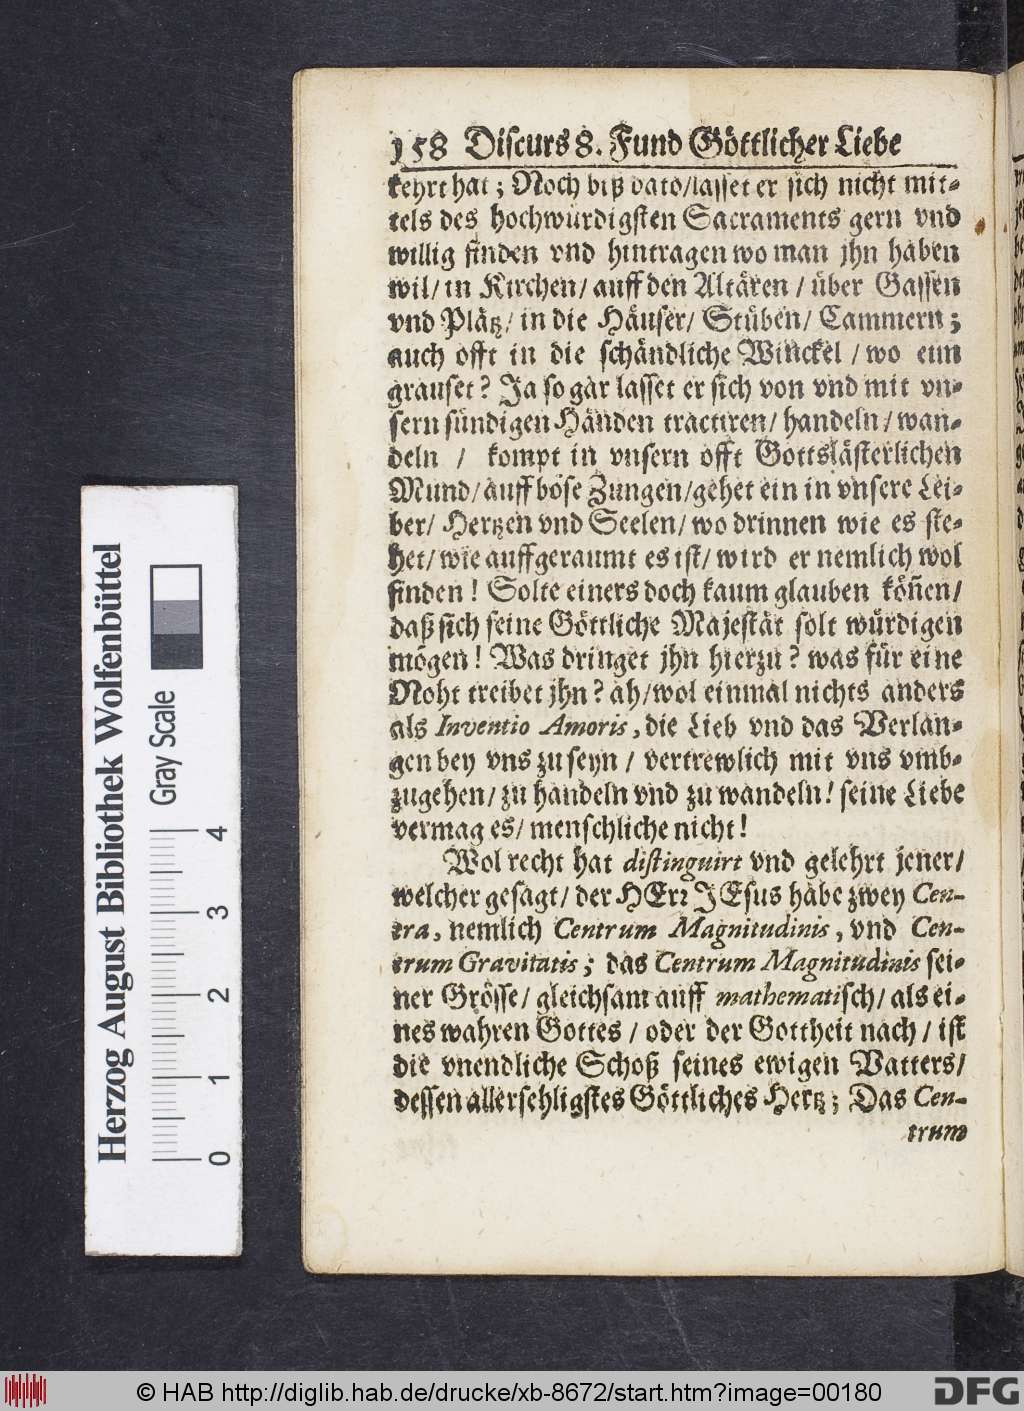 158 Discurs 8. Fund Göttlicher Liebe
kehrt hat; Noch biß dato/lasset er sich nicht mit-
tels des hochwürdigsten Sacraments gern vnd
willig finden vnd hintragen wo man jhn haben
wil/ in Kirchen/ auff den Altären / über Gassen
vnd Plätz/ in die Häuser/ Stüben/ Cammern;
auch offt in die schändliche Winckel / wo eim
grauset? Ja so gar lasset er sich von vnd mit vn-
sern sündigen Händen tractiren/ handeln/ wan-
deln / kompt in vnsern offt Gottslästerlichen
Mund/ auff böse Zungen/gehet ein in vnsere Lei-
ber/ Hertzen vnd Seelen/ wo drinnen wie es ste-
het/ wie auffgeraumt es ist/ wird er nemlich wol
finden! Solte einers doch kaum glauben köñen/
daß sich seine Göttliche Majestät solt würdigen
mögen! Was dringet jhn hierzu? was für eine
Noht treibet jhn? ah/wol einmal nichts anders
als Inventio Amoris, die Lieb vnd das Verlan-
gen bey vns zu seyn / vertrewlich mit vns vmb-
zugehen/ zu handeln vnd zu wandeln! seine Liebe
vermag es/ menschliche nicht!
Wol recht hat distinguirt vnd gelehrt jener/
welcher gesagt/ der HErꝛ JEsus habe zwey Cen-
tra, nemlich Centrum Magnitudinis, vnd Cen-
trum Gravitatis; das Centrum Magnitudinis sei-
ner Grösse/ gleichsam auff mathematisch/ als ei-
nes wahren Gottes / oder der Gottheit nach / ist
die vnendliche Schoß seines ewigen Vatters/
dessen allersehligstes Göttliches Hertz; Das Cen-
trum
Herzog August Bibliothek Wolfenbüttel
Gray Scale
0 1 2 3 4
© HAB http://diglib.hab.de/drucke/xb-8672/start.htm?image=00180
DFG